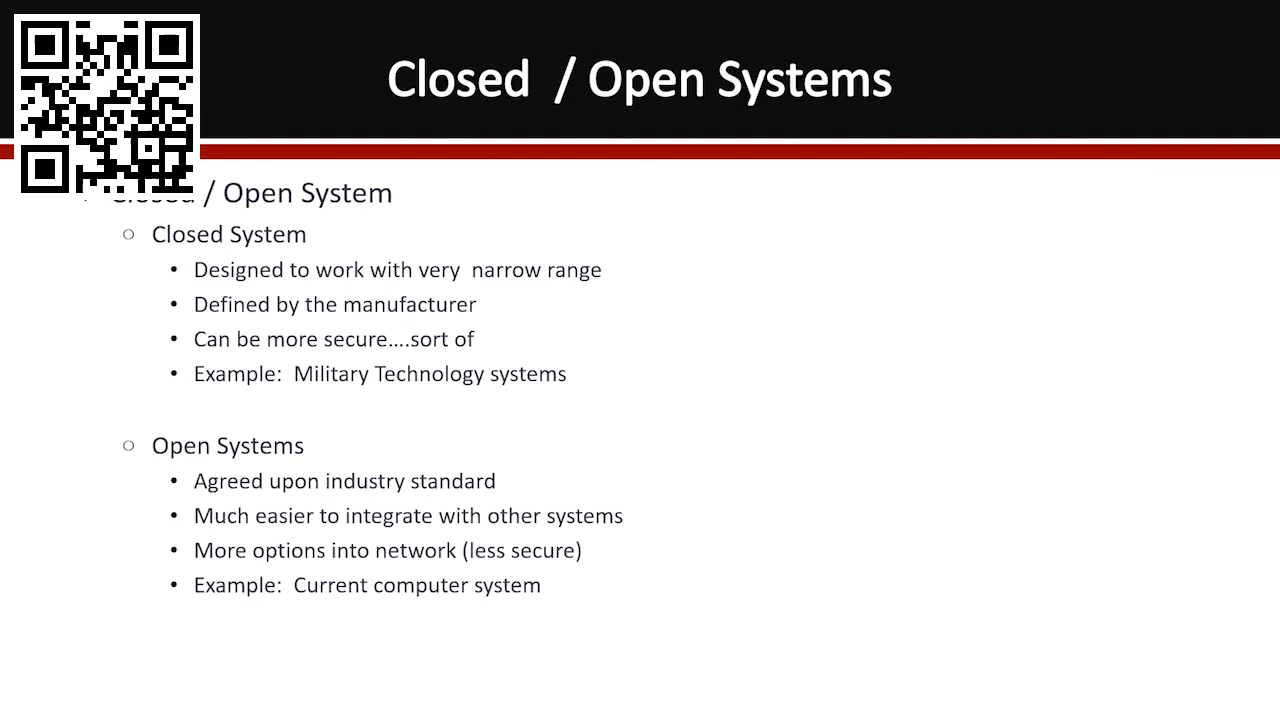 Closed  / Open Systems
Closed / Open System
○ Closed System
• Designed to work with very  narrow range
• Defined by the manufacturer
• Can be more secure....sort of
• Example:  Military Technology systems
○ Open Systems
• Agreed upon industry standard
• Much easier to integrate with other systems
• More options into network (less secure)
• Example:  Current computer system